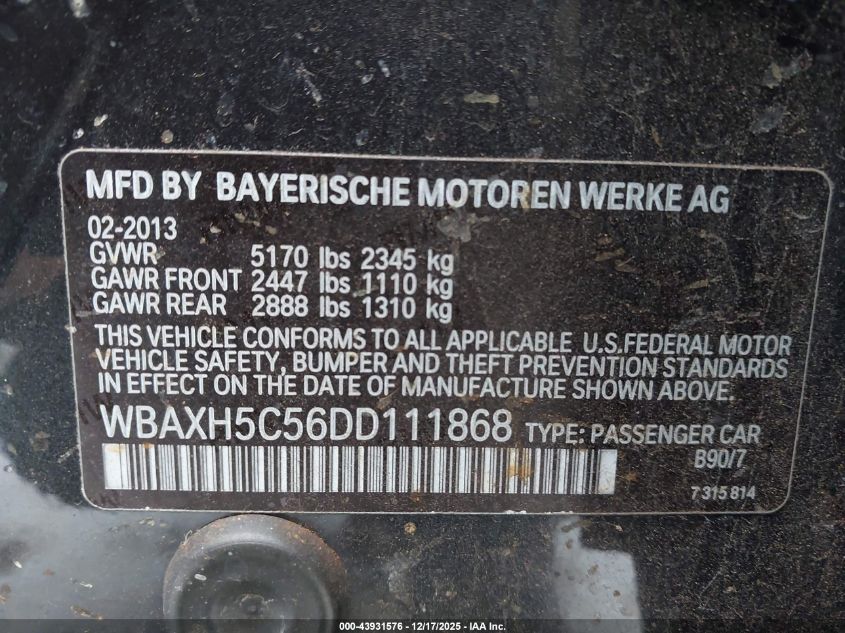 MFD BY BAYERISCHE MOTOREN WERKE AG
02-2013
GVWR 5170 lbs 2345 kg
GAWR FRONT 2447 lbs 1110 kg
GAWR REAR 2888 lbs 1310 kg
THIS VEHICLE CONFORMS TO ALL APPLICABLE U.S.FEDERAL MOTOR
VEHICLE SAFETY, BUMPER AND THEFT PREVENTION STANDARDS
IN EFFECT ON THE DATE OF MANUFACTURE SHOWN ABOVE.
WBAXH5C56DD111868 TYPE: PASSENGER CAR
B90/7
7 315 814
000-43931576 - 12/17/2025 - IAA Inc.